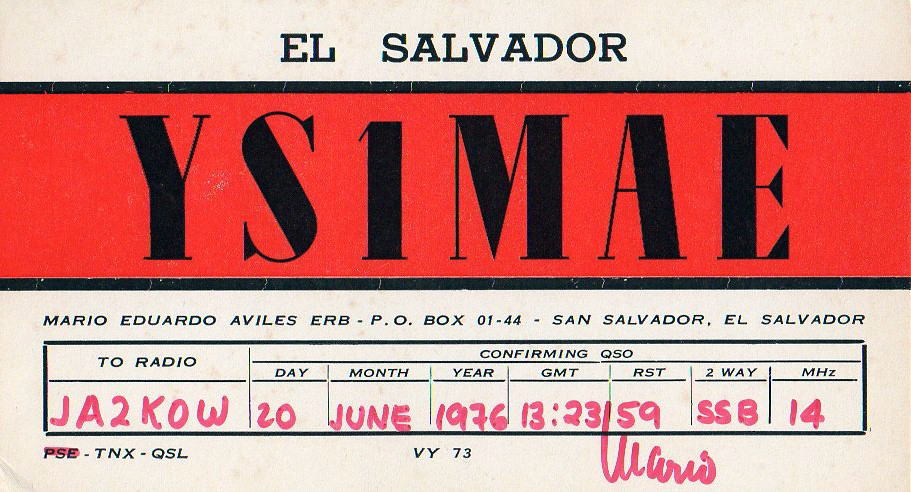 EL SALVADOR
YS1MAE
MARIO EDUARDO AVILES ERB - P.O. BOX 01-44 - SAN SALVADOR, EL SALVADOR
TO RADIO CONFIRMING QSO
DAY MONTH YEAR GMT RST 2 WAY MHz
JA2KOW 20 JUNE 1976 13:23 59 SSB 14
PSE - TNX - QSL VY 73 Mario